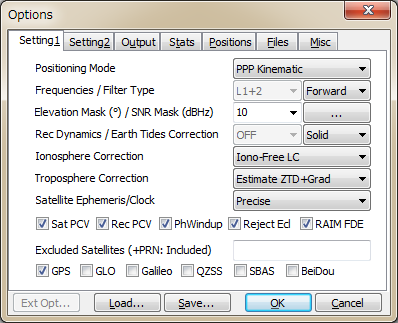 Options
Setting1 Setting2 Output Stats Positions Files Misc
Positioning Mode PPP Kinematic
Frequencies / Filter Type L1+2 Forward
Elevation Mask (°) / SNR Mask (dBHz) 10 ...
Rec Dynamics / Earth Tides Correction OFF Solid
Ionosphere Correction Iono-Free LC
Troposphere Correction Estimate ZTD+Grad
Satellite Ephemeris/Clock Precise
Sat PCV Rec PCV PhWindup Reject Ecl RAIM FDE
Excluded Satellites (+PRN: Included)
GPS GLO Galileo QZSS SBAS BeiDou
Ext Opt... Load... Save... OK Cancel